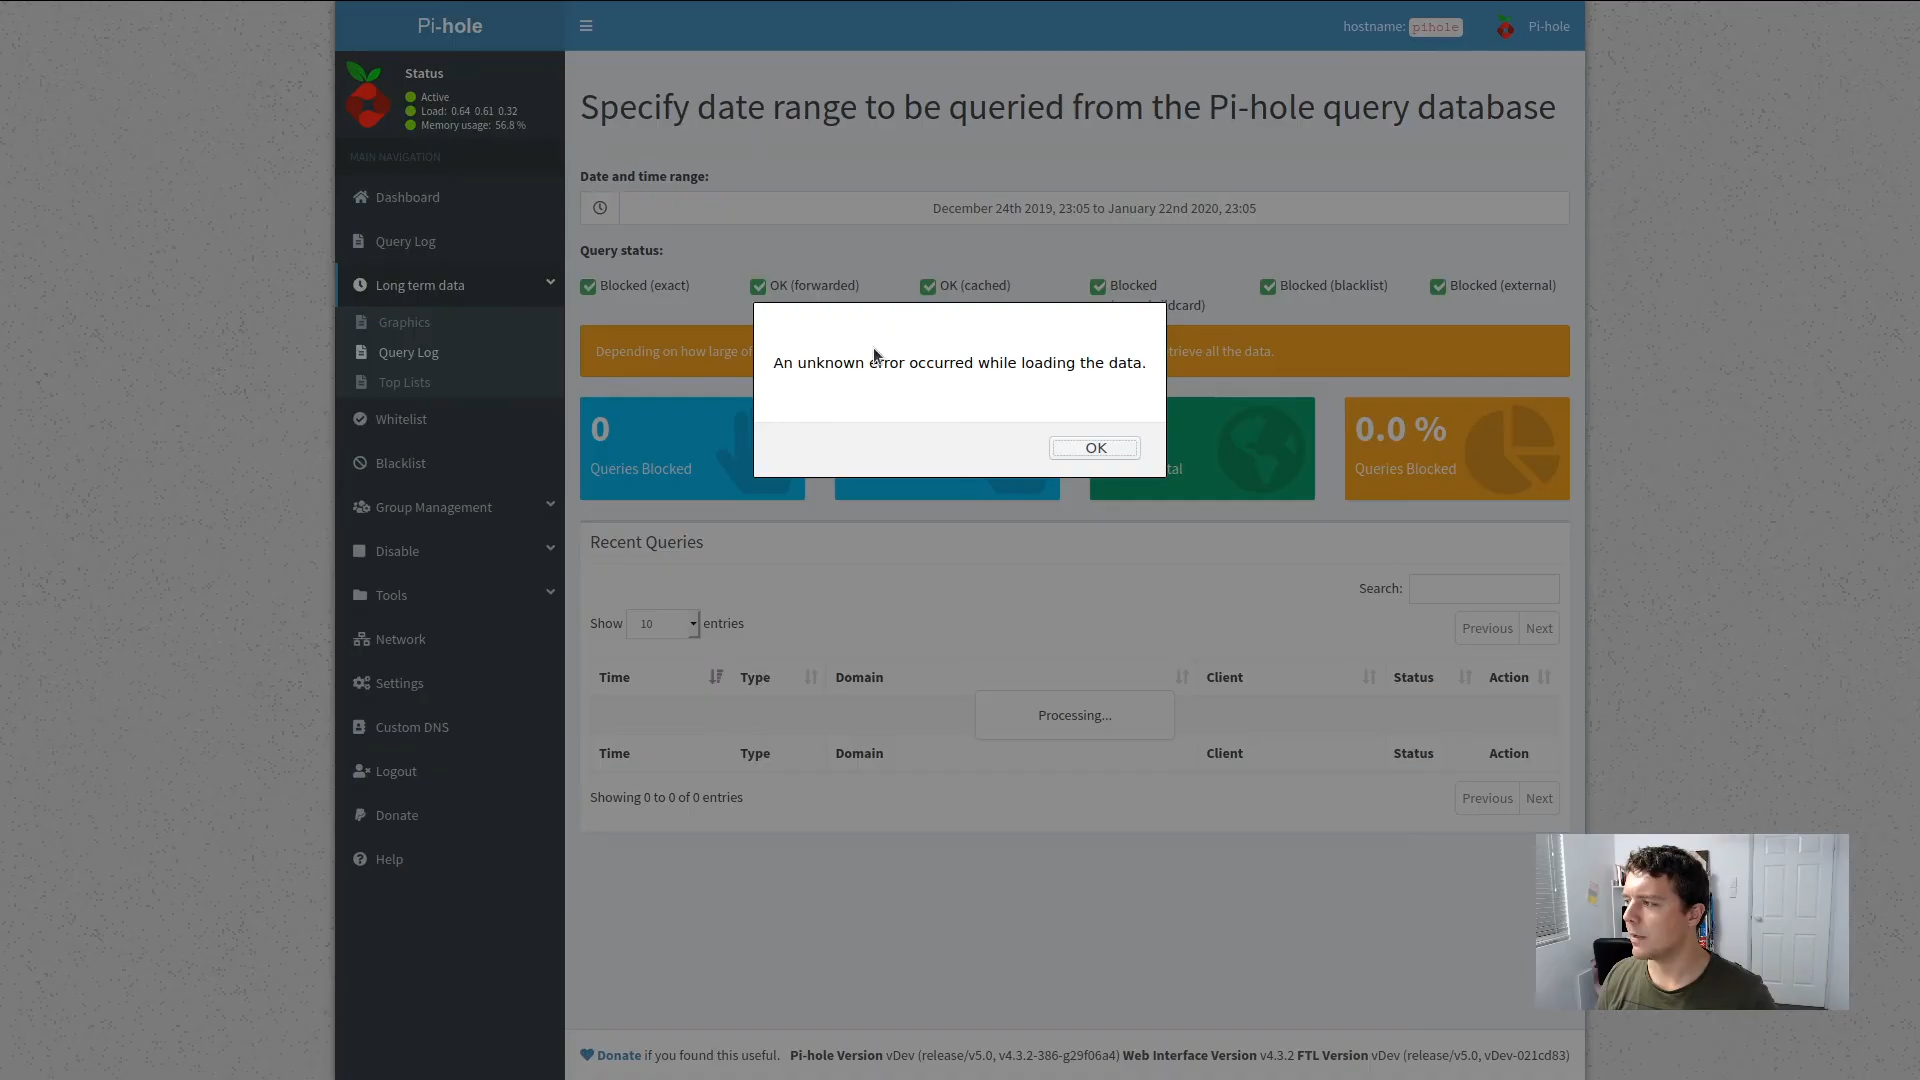 Pi-hole
hostname: pihole
Pi-hole
Status
Active
Load: 0.64 0.61 0.32
Memory usage: 56.8 %
MAIN NAVIGATION
Dashboard
Query Log
Long term data
Graphics
Query Log
Top Lists
Whitelist
Blacklist
Group Management
Disable
Tools
Network
Settings
Custom DNS
Logout
Donate
Help
Specify date range to be queried from the Pi-hole query database
Date and time range:
December 24th 2019, 23:05 to January 22nd 2020, 23:05
Query status:
Blocked (exact) OK (forwarded) OK (cached) Blocked Blocked (blacklist) Blocked (external)
Depending on how large of all the data.
An unknown error occurred while loading the data.
OK
0
Queries Blocked
0.0 %
Queries Blocked
Recent Queries
Search:
Show 10 entries
Previous Next
Time Type Domain Client Status Action
Processing...
Time Type Domain Client Status Action
Showing 0 to 0 of 0 entries
Previous Next
Donate if you found this useful. Pi-hole Version vDev (release/v5.0, v4.3.2-386-g29f06a4) Web Interface Version v4.3.2 FTL Version vDev (release/v5.0, vDev-021cd83)